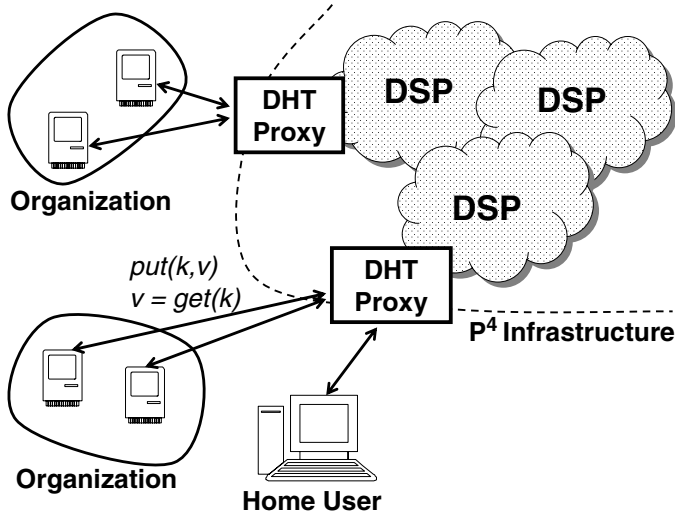 DHT
Proxy
DSP
DSP
DSP
Organization
put(k,v)
v = get(k)
DHT
Proxy
P⁴ Infrastructure
Organization
Home User